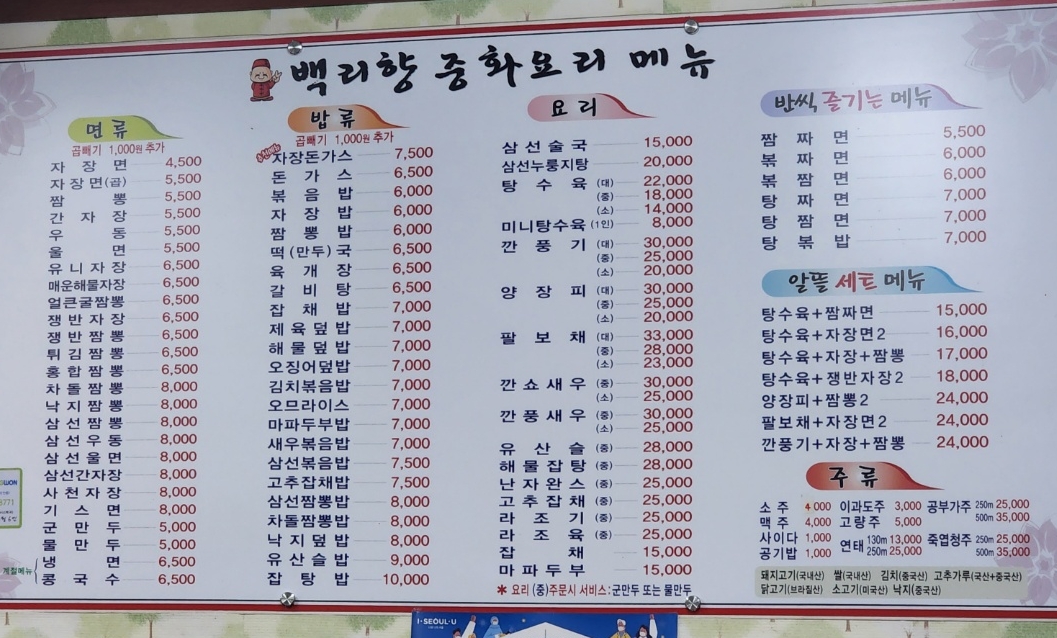 백리향 중화요리 메뉴
면류
곱빼기 1,000원 추가
자장면 4,500
자장면(곱) 5,500
짬뽕 5,500
간자장 5,500
우동 5,500
울면 5,500
유니자장 6,500
매운해물자장 6,500
얼큰굴짬뽕 6,500
쟁반자장 6,500
쟁반짬뽕 6,500
튀김짬뽕 6,500
홍합짬뽕 6,500
차돌짬뽕 8,000
낙지짬뽕 8,000
삼선짬뽕 8,000
삼선우동 8,000
삼선울면 8,000
삼선간자장 8,000
사천자장 8,000
기스면 8,000
군만두 5,000
물만두 5,000
계절메뉴
냉면 6,500
콩국수 6,500
밥류
곱빼기 1,000원 추가
자장돈가스 7,500
돈가스 6,500
볶음밥 6,000
자장밥 6,000
짬뽕밥 6,000
떡(만두)국 6,500
육개장 6,500
갈비탕 6,500
잡채밥 7,000
제육덮밥 7,000
해물덮밥 7,000
오징어덮밥 7,000
김치볶음밥 7,000
오므라이스 7,000
마파두부밥 7,000
새우볶음밥 7,000
삼선볶음밥 7,500
고추잡채밥 7,500
삼선짬뽕밥 8,000
차돌짬뽕밥 8,000
낙지덮밥 8,000
유산슬밥 9,000
잡탕밥 10,000
요리
삼선술국 15,000
삼선누룽지탕 20,000
탕수육 (대) 22,000
(중) 18,000
(소) 14,000
미니탕수육 (1인) 8,000
깐풍기 (대) 30,000
(중) 25,000
(소) 20,000
양장피 (대) 30,000
(중) 25,000
(소) 20,000
팔보채 (대) 33,000
(중) 28,000
(소) 23,000
깐쇼새우 (중) 30,000
(소) 25,000
깐풍새우 (중) 30,000
(소) 25,000
유산슬 (중) 28,000
해물잡탕 (중) 28,000
난자완스 (중) 25,000
고추잡채 (중) 25,000
라조기 (중) 25,000
라조육 (중) 25,000
잡채 15,000
마파두부 15,000
* 요리 (중)주문시 서비스:군만두 또는 물만두
반씩 즐기는 메뉴
짬짜면 5,500
볶짜면 6,000
볶짬면 6,000
탕짜면 7,000
탕짬면 7,000
탕볶밥 7,000
알뜰 세트 메뉴
탕수육+짬짜면 15,000
탕수육+자장면2 16,000
탕수육+자장+짬뽕 17,000
탕수육+쟁반자장2 18,000
양장피+짬뽕2 24,000
팔보채+자장면2 24,000
깐풍기+자장+짬뽕 24,000
주류
소주 4,000 이과도주 3,000 공부가주 250m 25,000
500m 35,000
맥주 4,000 고량주 5,000
사이다 1,000 연태 130m 13,000 죽엽청주 250m 25,000
공기밥 1,000 250m 25,000 500m 35,000
돼지고기(국내산) 쌀(국내산) 김치(중국산) 고추가루(국산+중국산)
닭고기(브라질산) 소고기(미국산) 낙지(중국산)
I·SEOUL·U